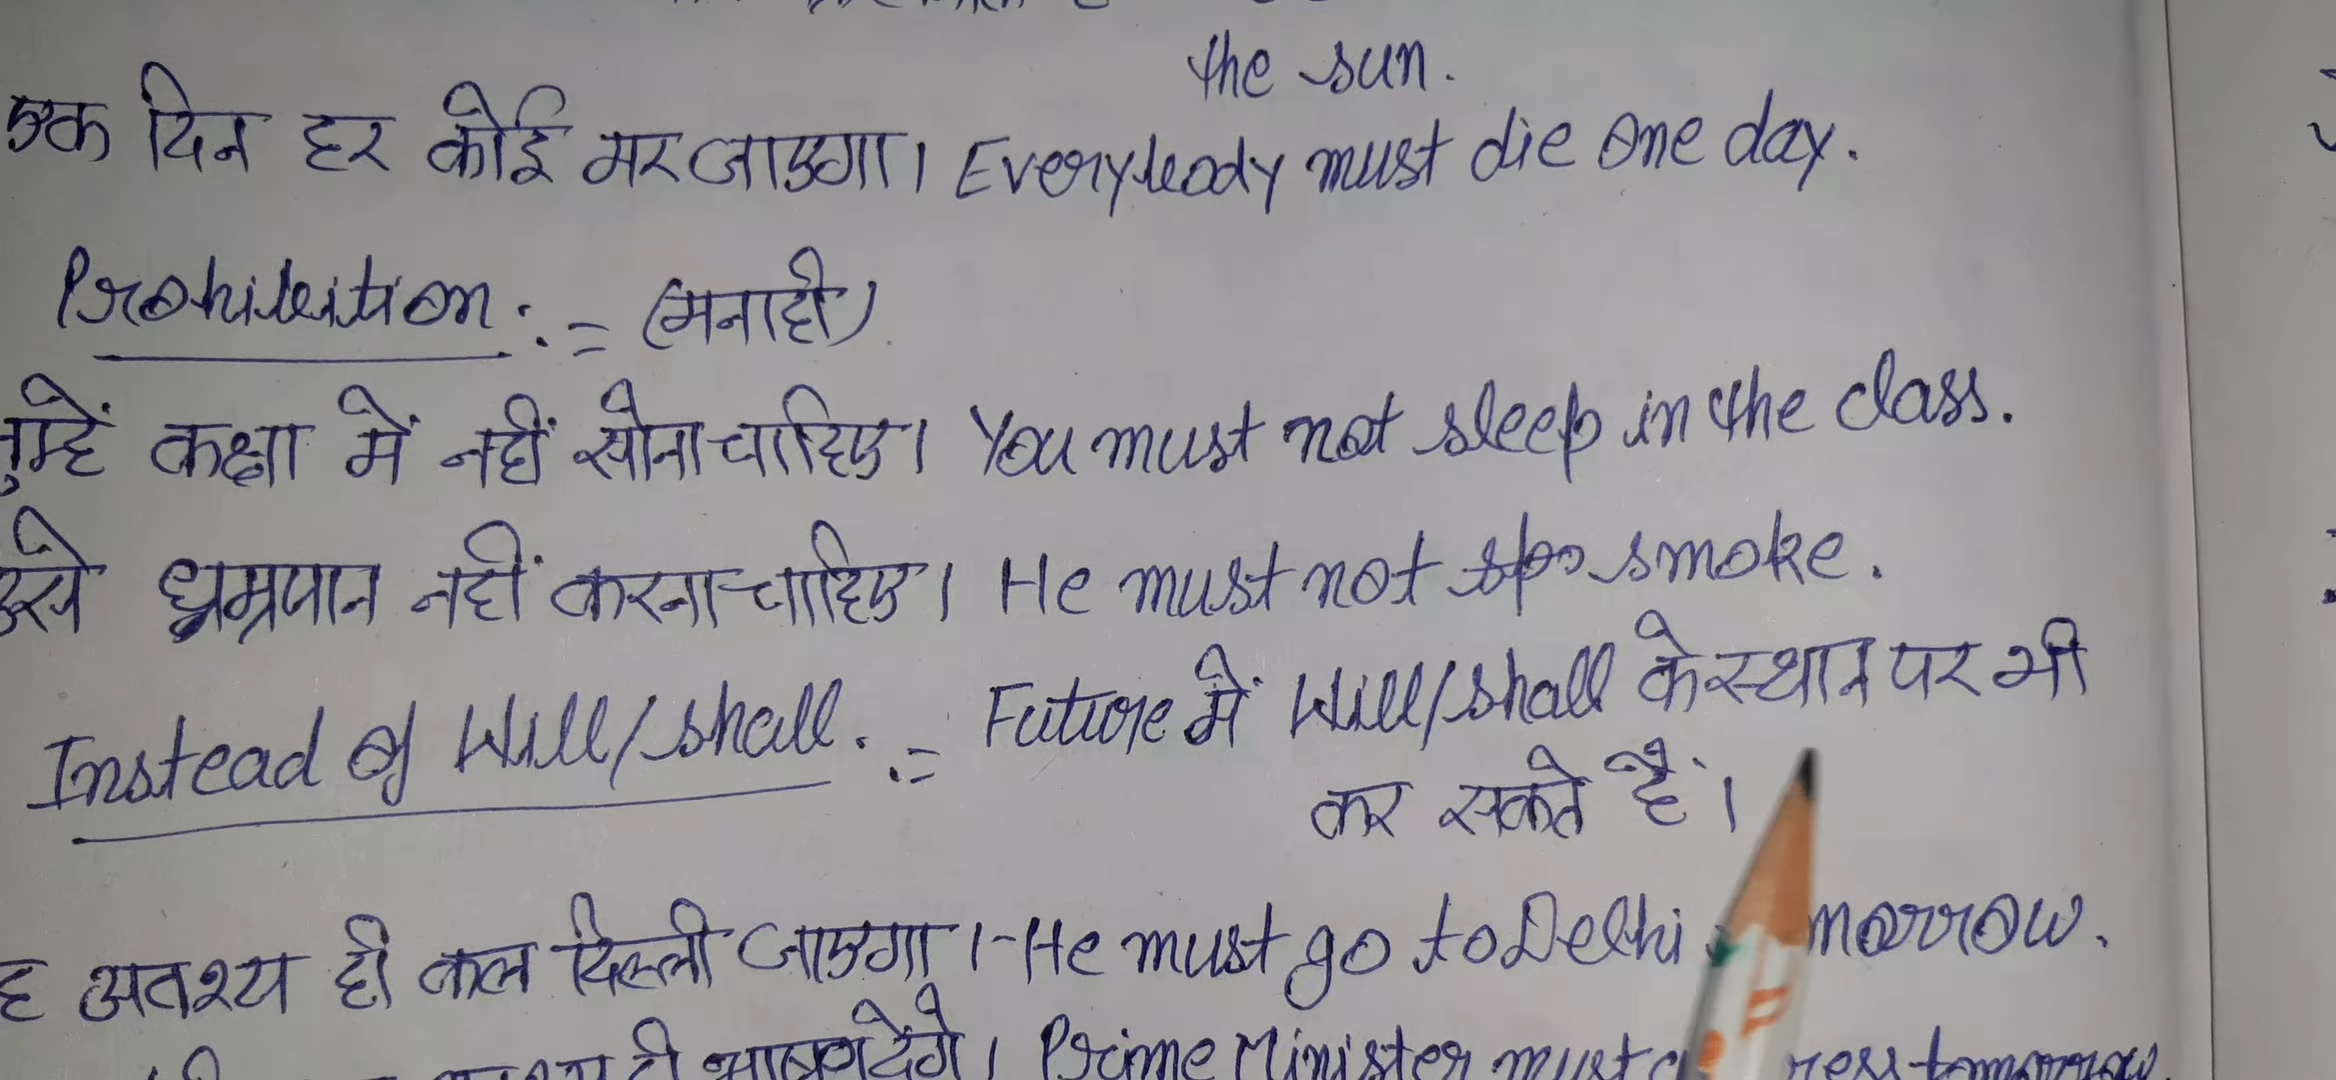 the sun.
एक दिन हर कोई मर जाएगा। Everybody must die one day.
Prohibition := (मनाही)
तुम्हें कक्षा में नहीं सोना चाहिए। You must not sleep in the class.
उसे धूम्रपान नहीं करना चाहिए। He must not smoke.
Instead of Will/shall. := Future में Will/shall के स्थान पर भी
कर सकते हैं।
अवश्य ही कल दिल्ली जाएगा। - He must go to Delhi
ही भाषण देंगे। Prime Minister must tomorrow